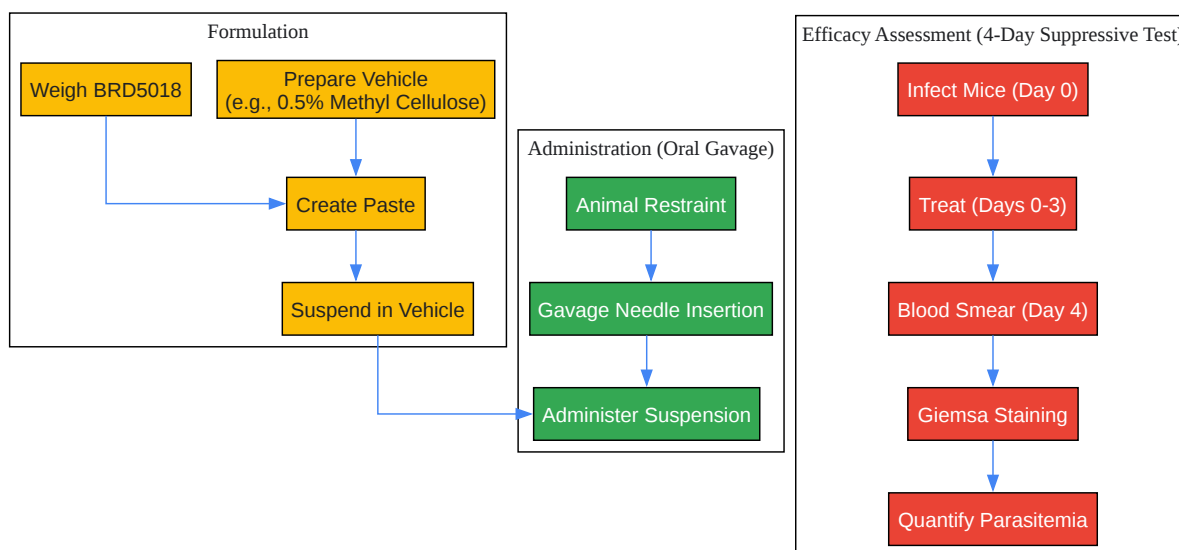 Formulation
Weigh BRD5018
Prepare Vehicle
(e.g., 0.5% Methyl Cellulose)
Create Paste
Suspend in Vehicle
Administration (Oral Gavage)
Animal Restraint
Gavage Needle Insertion
Administer Suspension
Efficacy Assessment (4-Day Suppressive Test)
Infect Mice (Day 0)
Treat (Days 0-3)
Blood Smear (Day 4)
Giemsa Staining
Quantify Parasitemia